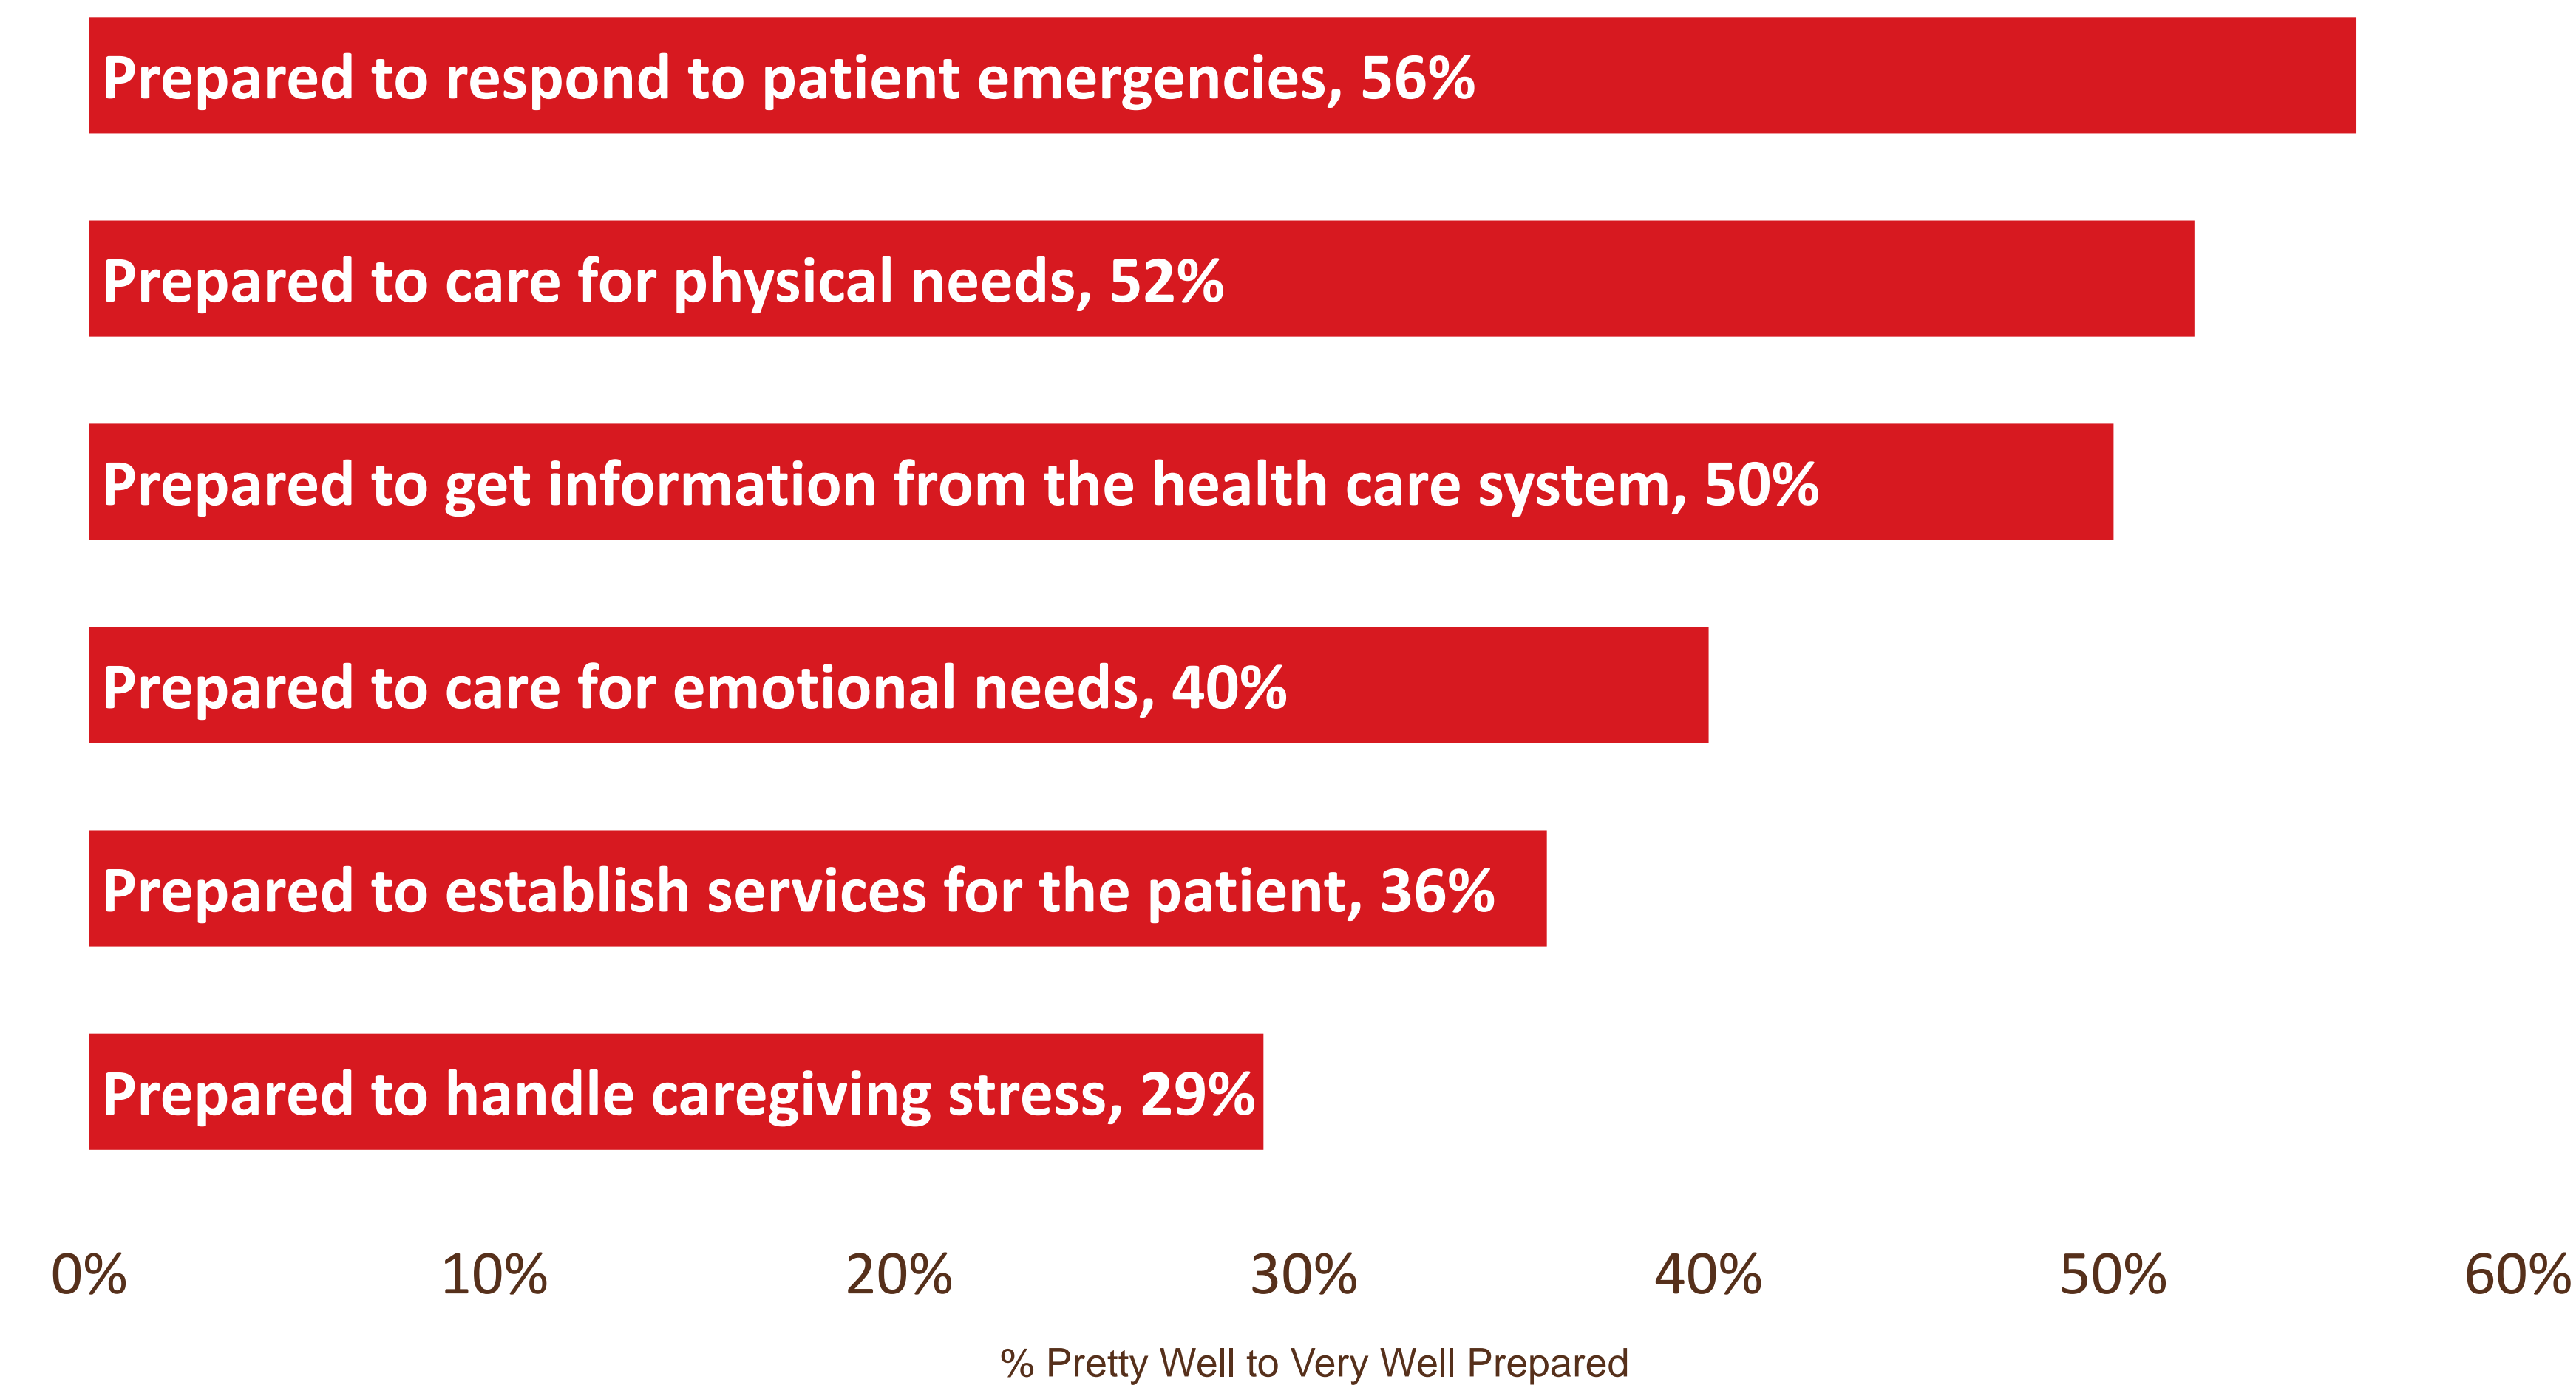 Prepared to respond to patient emergencies, 56%
Prepared to care for physical needs, 52%
Prepared to get information from the health care system, 50%
Prepared to care for emotional needs, 40%
Prepared to establish services for the patient, 36%
Prepared to handle caregiving stress, 29%
0% 10% 20% 30% 40% 50% 60%
% Pretty Well to Very Well Prepared